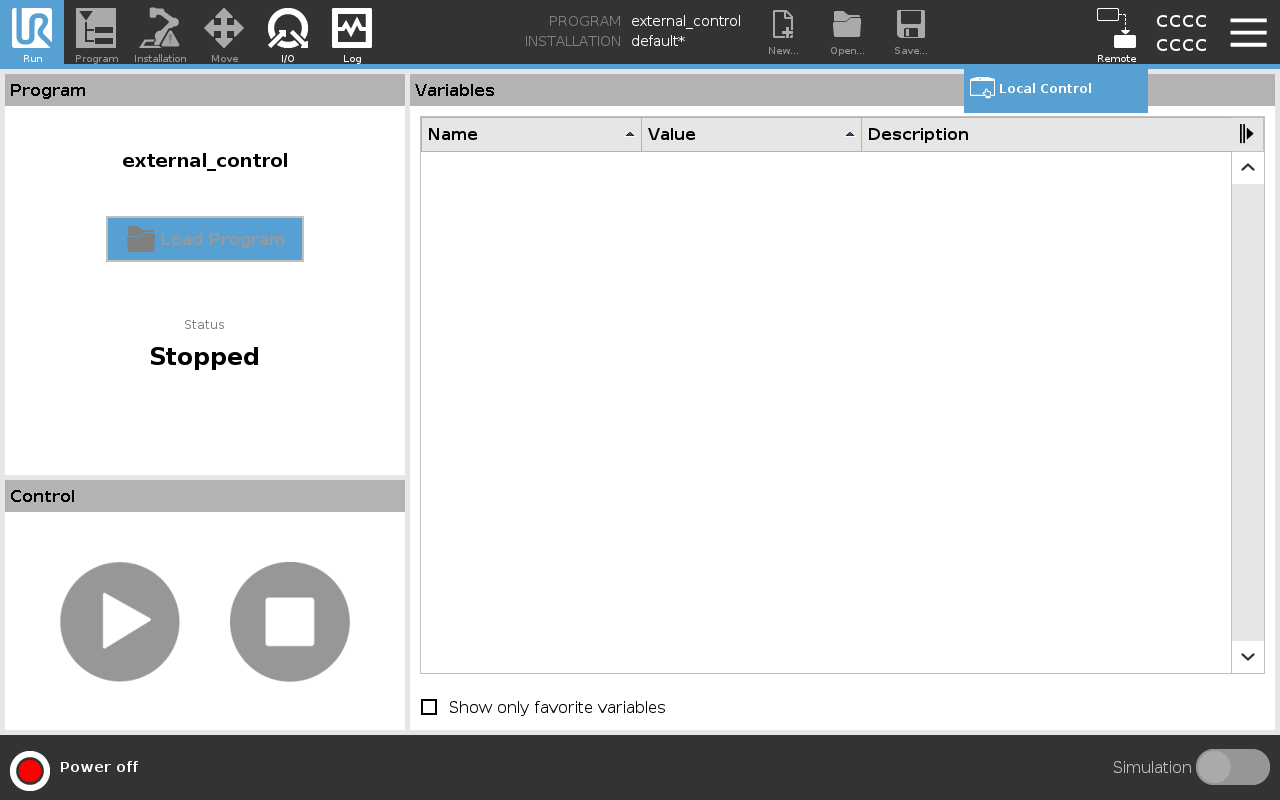 Run
Program
Installation
Move
I/O
Log
PROGRAM external_control
INSTALLATION default*
New...
Open...
Save...
Remote
CCCC
CCCC
Local Control
Program
external_control
Load Program
Status
Stopped
Control
Variables
Name
Value
Description
Show only favorite variables
Power off
Simulation